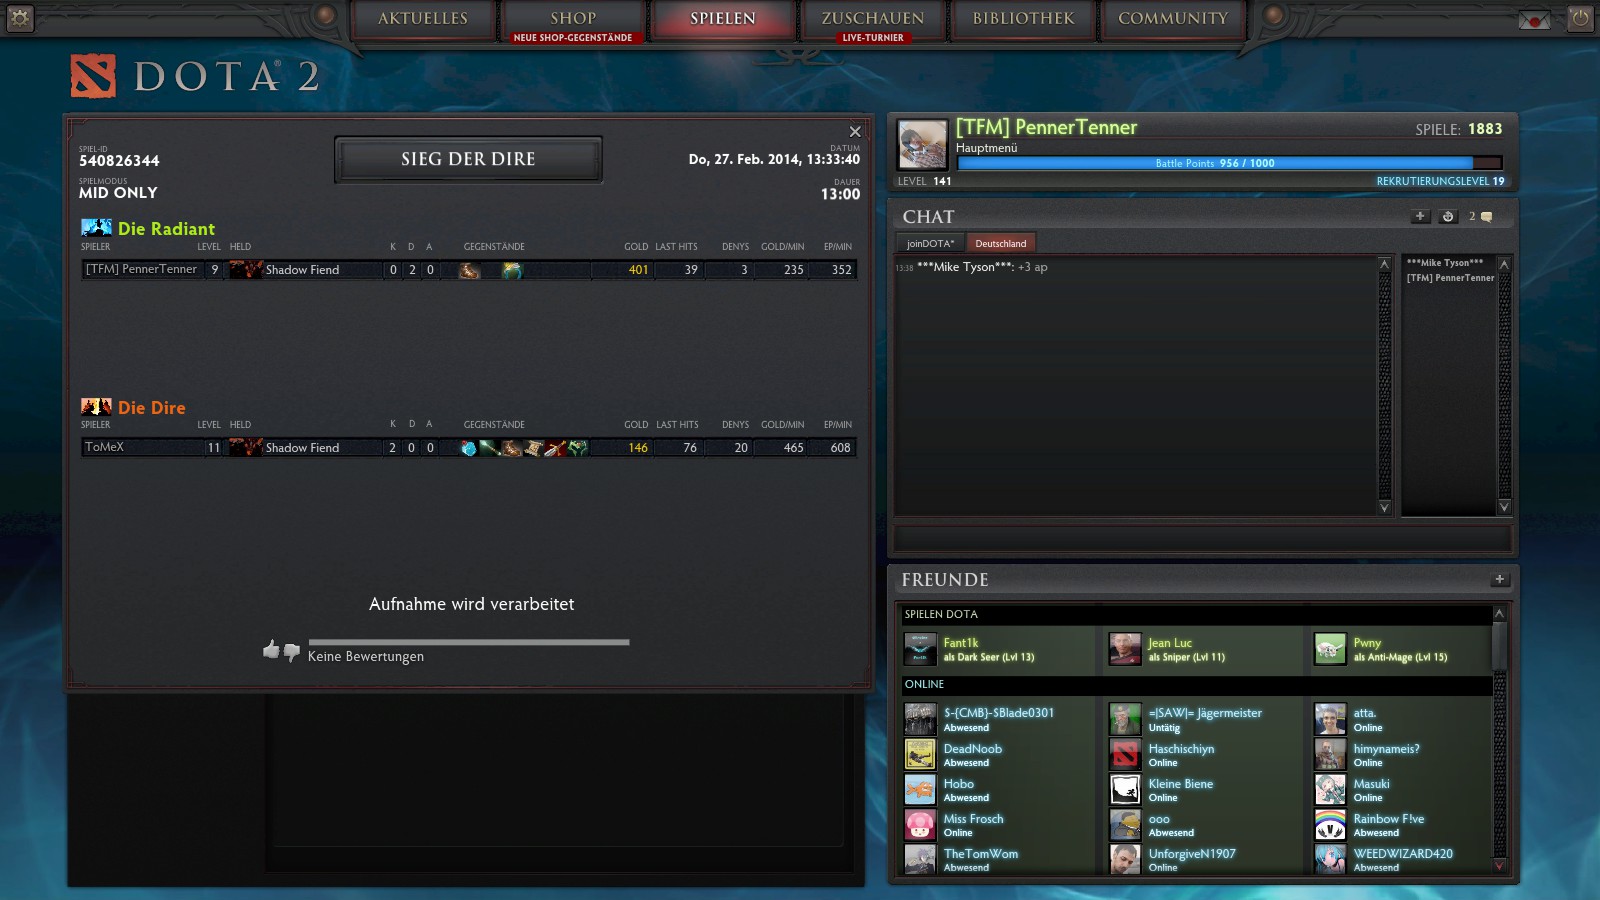 AKTUELLES SHOP SPIELEN ZUSCHAUEN BIBLIOTHEK COMMUNITY
NEUE SHOP-GEGENSTÄNDE LIVE-TURNIER
DOTA 2
SPIEL-ID
540826344
SPIELMODUS
MID ONLY
SIEG DER DIRE
DATUM
Do, 27. Feb. 2014, 13:33:40
DAUER
13:00
Die Radiant
SPIELER LEVEL HELD K D A GEGENSTÄNDE GOLD LAST HITS DENYS GOLD/MIN EP/MIN
[TFM] PennerTenner 9 Shadow Fiend 0 2 0 401 39 3 235 352
Die Dire
SPIELER LEVEL HELD K D A GEGENSTÄNDE GOLD LAST HITS DENYS GOLD/MIN EP/MIN
ToMeX 11 Shadow Fiend 2 0 0 146 76 20 465 608
Aufnahme wird verarbeitet
Keine Bewertungen
[TFM] PennerTenner SPIELE: 1883
Hauptmenü
Battle Points 956 / 1000
LEVEL 141 REKRUTIERUNGSLEVEL 19
CHAT 2
joinDOTA* Deutschland
13:38 ***Mike Tyson***: +3 ap
***Mike Tyson***
[TFM] PennerTenner
FREUNDE
SPIELEN DOTA
Fant1k Jean Luc Pwny
als Dark Seer (Lvl 13) als Sniper (Lvl 11) als Anti-Mage (Lvl 15)
ONLINE
S-{CMB}-SBlade0301 =|SAW|= Jägermeister atta.
Abwesend Untätig Online
DeadNoob Haschischiyn himynameis?
Abwesend Online Online
Hobo Kleine Biene Masuki
Abwesend Online Online
Miss Frosch ooo Rainbow F!ve
Online Abwesend Abwesend
TheTomWom UnforgiveN1907 WEEDWIZARD420
Abwesend Online Abwesend